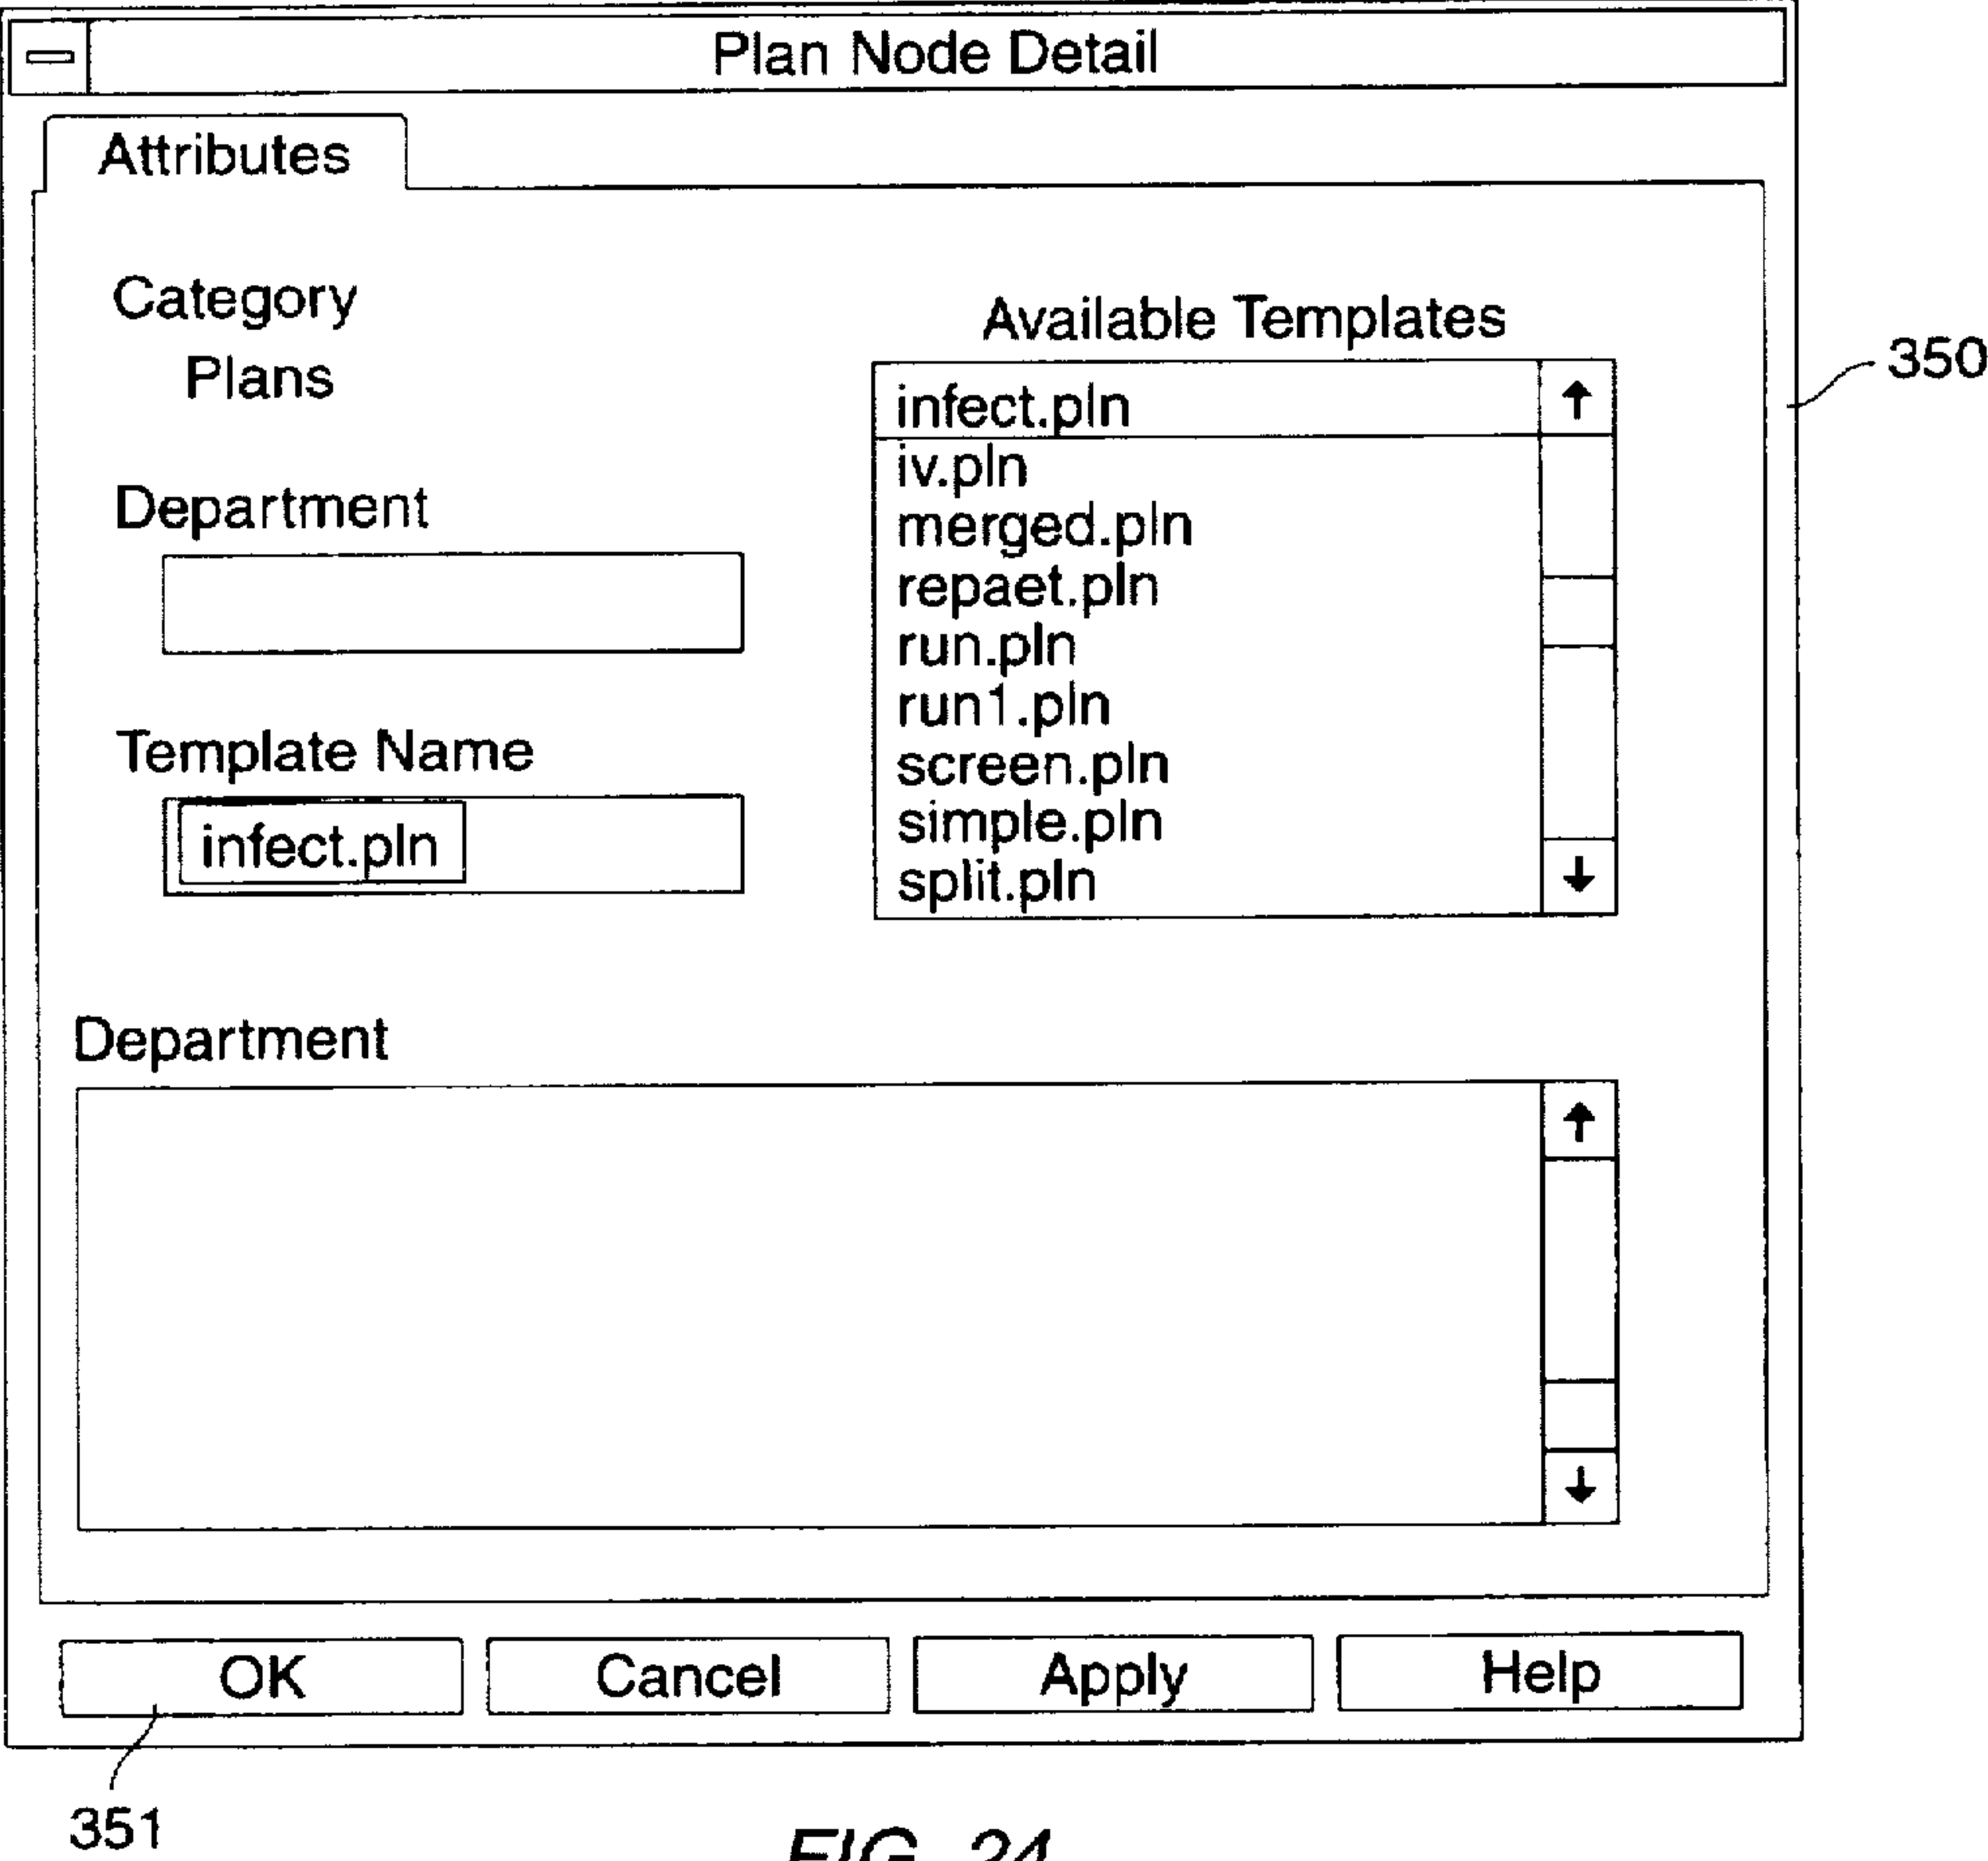 Plan Node Detail
Attributes
Category
Plans
Department
Template Name
infect.pln
Available Templates
infect.pln
iv.pln
merged.pln
repaet.pln
run.pln
run1.pln
screen.pln
simple.pln
split.pln
350
Department
OK
Cancel
Apply
Help
351
FIG. 24